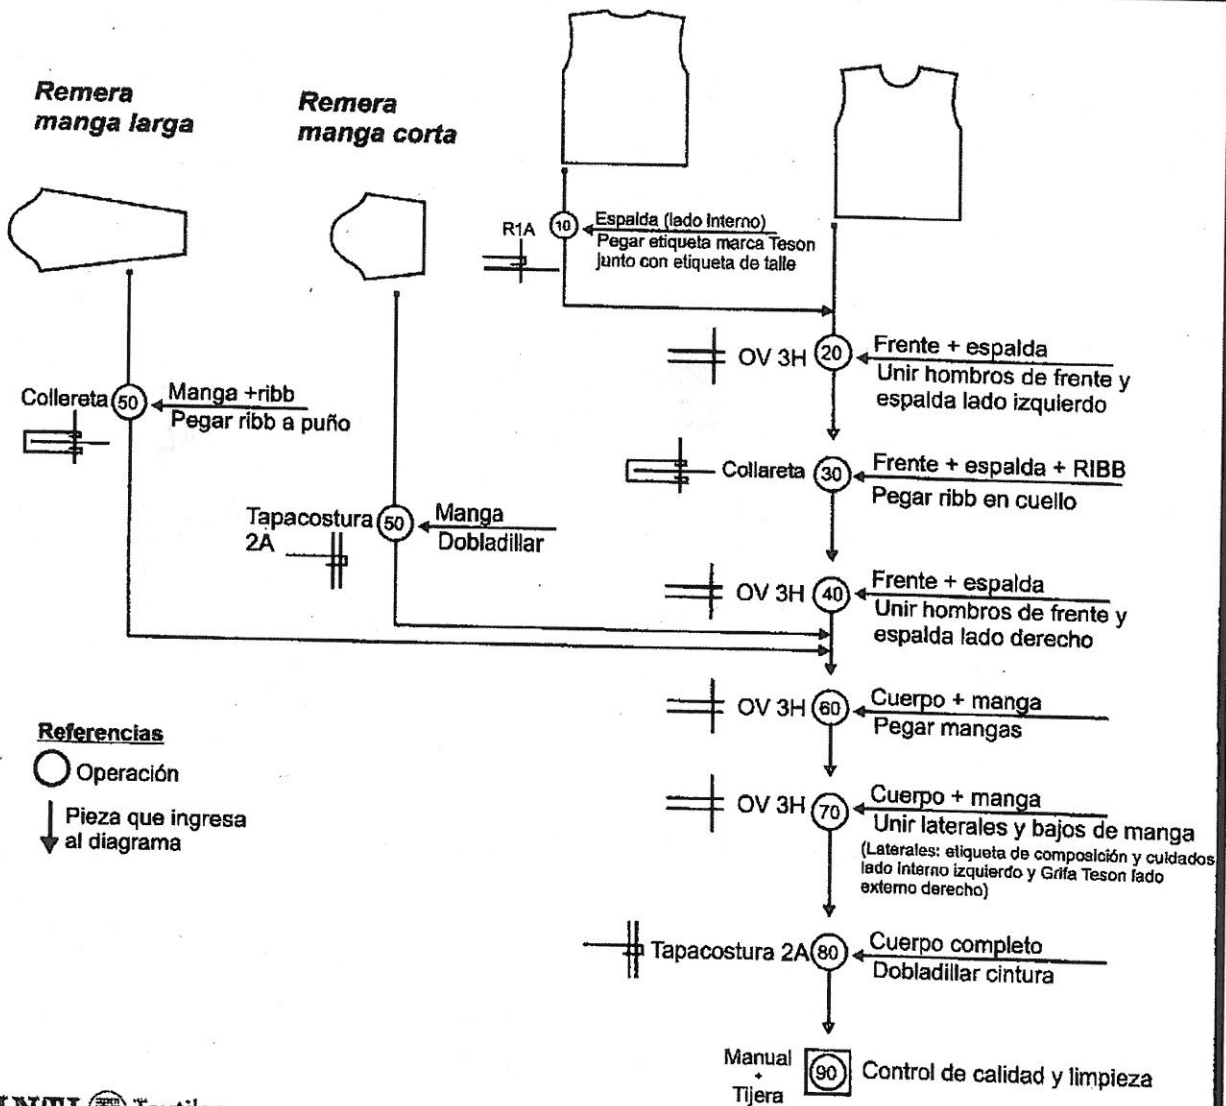 Remera
manga larga
Remera
manga corta
R1A
10
Espalda (lado interno)
Pegar etiqueta marca Teson
junto con etiqueta de talle
OV 3H
20
Frente + espalda
Unir hombros de frente y
espalda lado izquierdo
Collereta
50
Manga +ribb
Pegar ribb a puño
Collareta
30
Frente + espalda + RIBB
Pegar ribb en cuello
Tapacostura
2A
50
Manga
Dobladillar
OV 3H
40
Frente + espalda
Unir hombros de frente y
espalda lado derecho
OV 3H
60
Cuerpo + manga
Pegar mangas
Referencias
Operación
Pieza que ingresa
al diagrama
OV 3H
70
Cuerpo + manga
Unir laterales y bajos de manga
(Laterales: etiqueta de composición y cuidados
lado interno izquierdo y Grifa Teson lado
externo derecho)
Tapacostura 2A
80
Cuerpo completo
Dobladillar cintura
Manual
+
Tijera
90
Control de calidad y limpieza